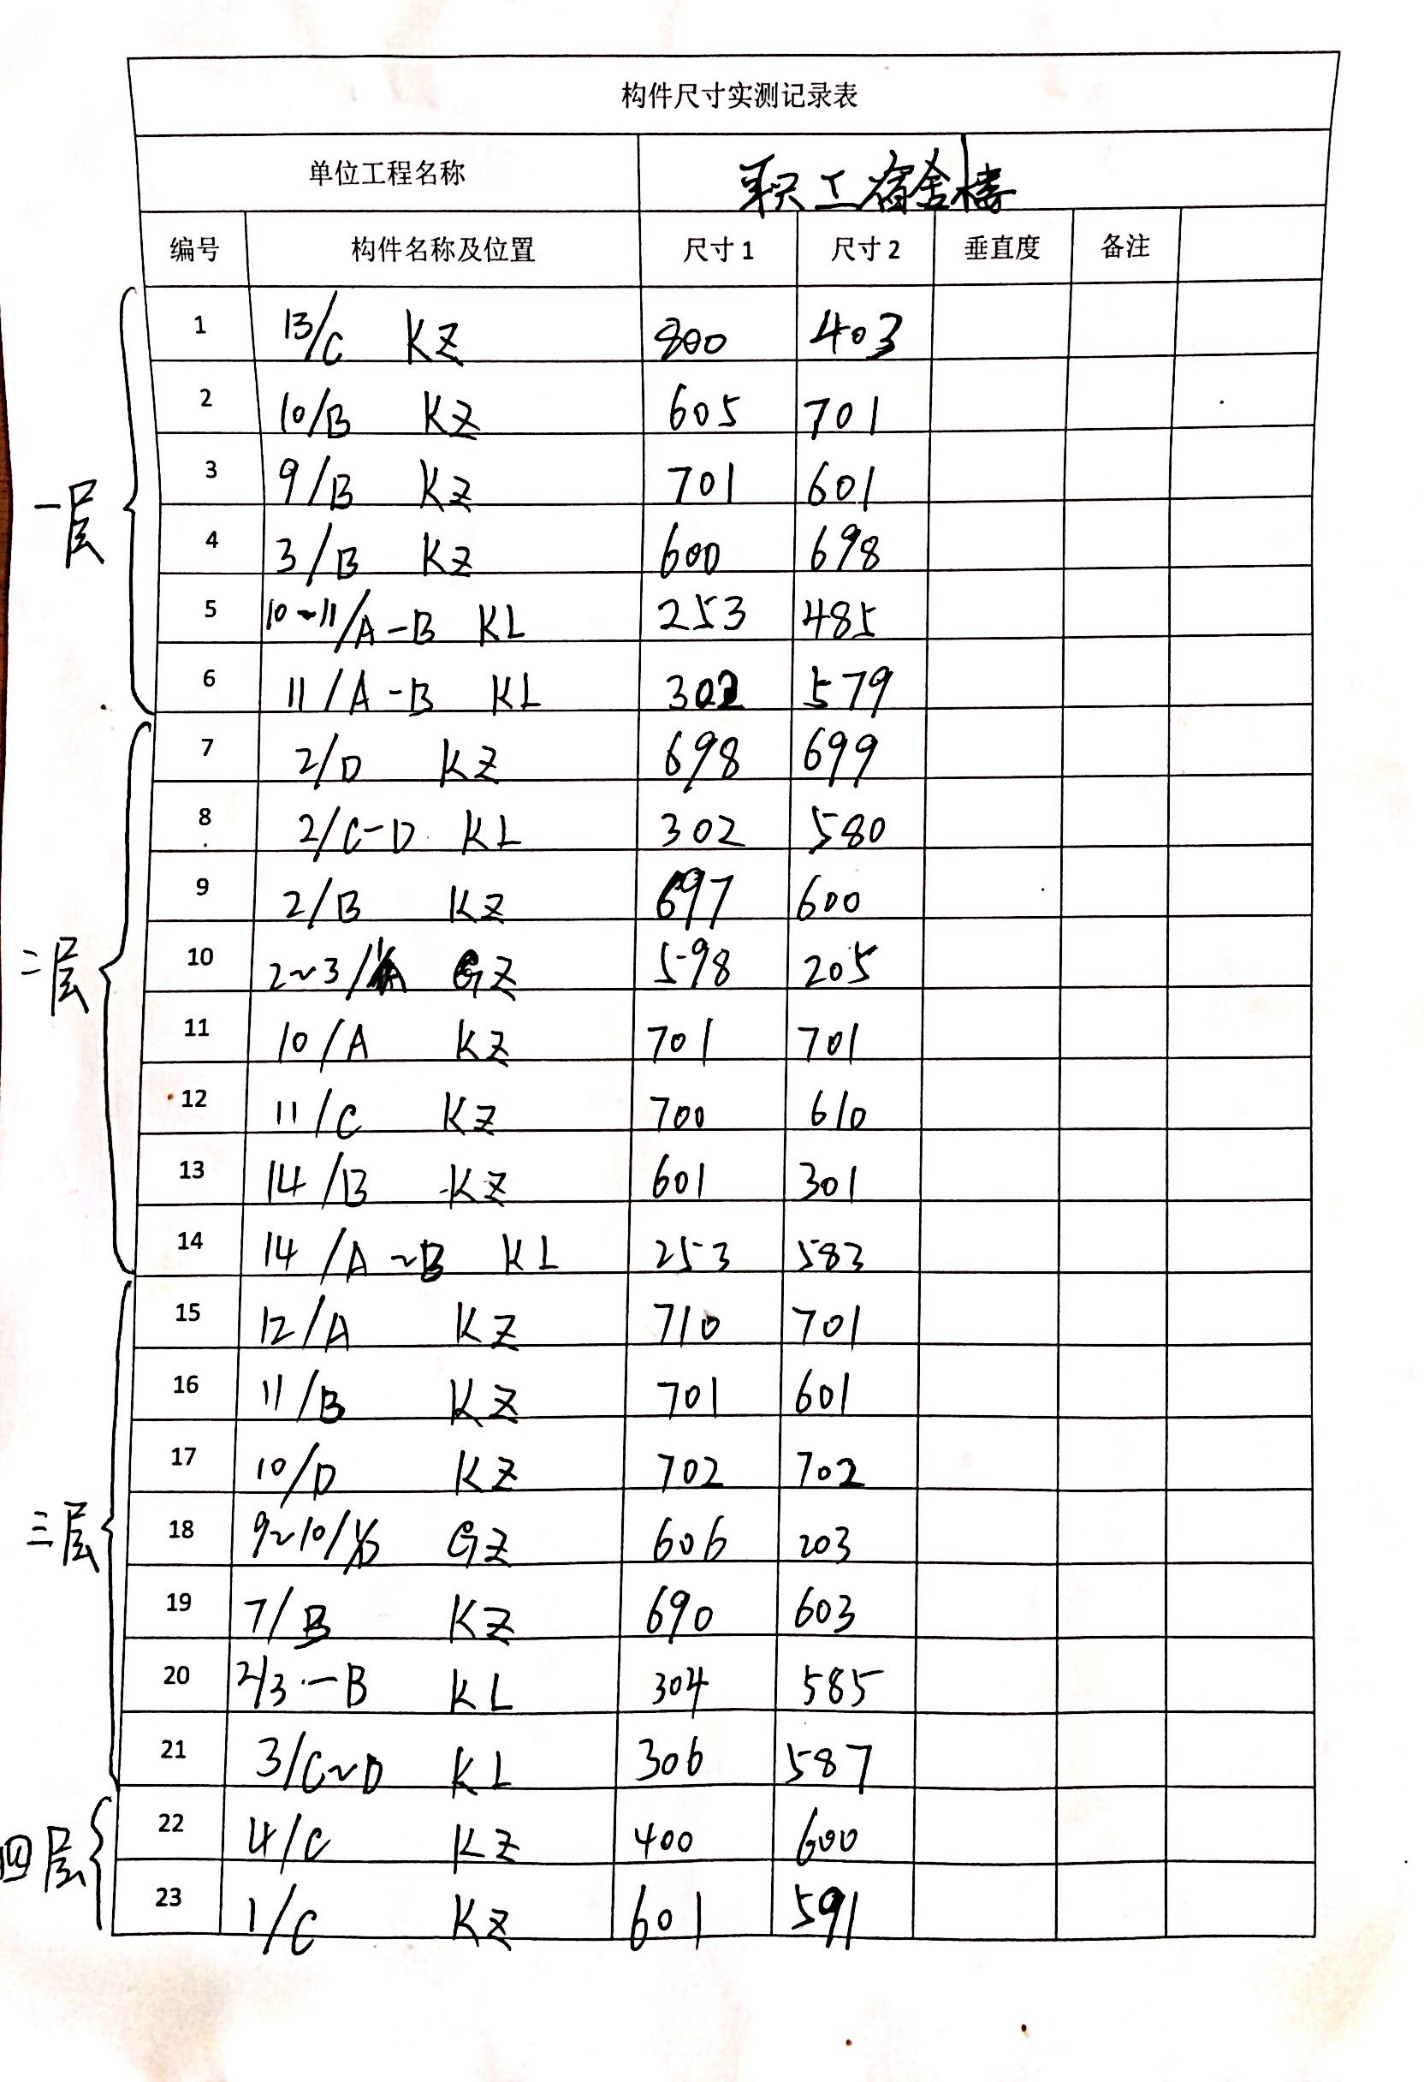 构件尺寸实测记录表
单位工程名称 职工宿舍楼
编号 构件名称及位置 尺寸1 尺寸2 垂直度 备注
一层
1 13/C KZ 800 403
2 10/B KZ 605 701
3 9/B KZ 701 601
4 3/B KZ 600 698
5 10~11/A-B KL 253 485
6 11/A-B KL 302 579
二层
7 2/D KZ 698 699
8 2/C-D KL 302 580
9 2/B KZ 697 600
10 2~3/1/A GZ 598 205
11 10/A KZ 701 701
12 11/C KZ 700 610
13 14/B KZ 601 301
14 14/A~B KL 253 583
三层
15 12/A KZ 710 701
16 11/B KZ 701 601
17 10/D KZ 702 702
18 9~10/1/D GZ 606 203
19 7/B KZ 690 603
20 2/3-B KL 304 585
21 3/C~D KL 306 587
四层
22 4/C KZ 400 600
23 1/C KZ 601 591